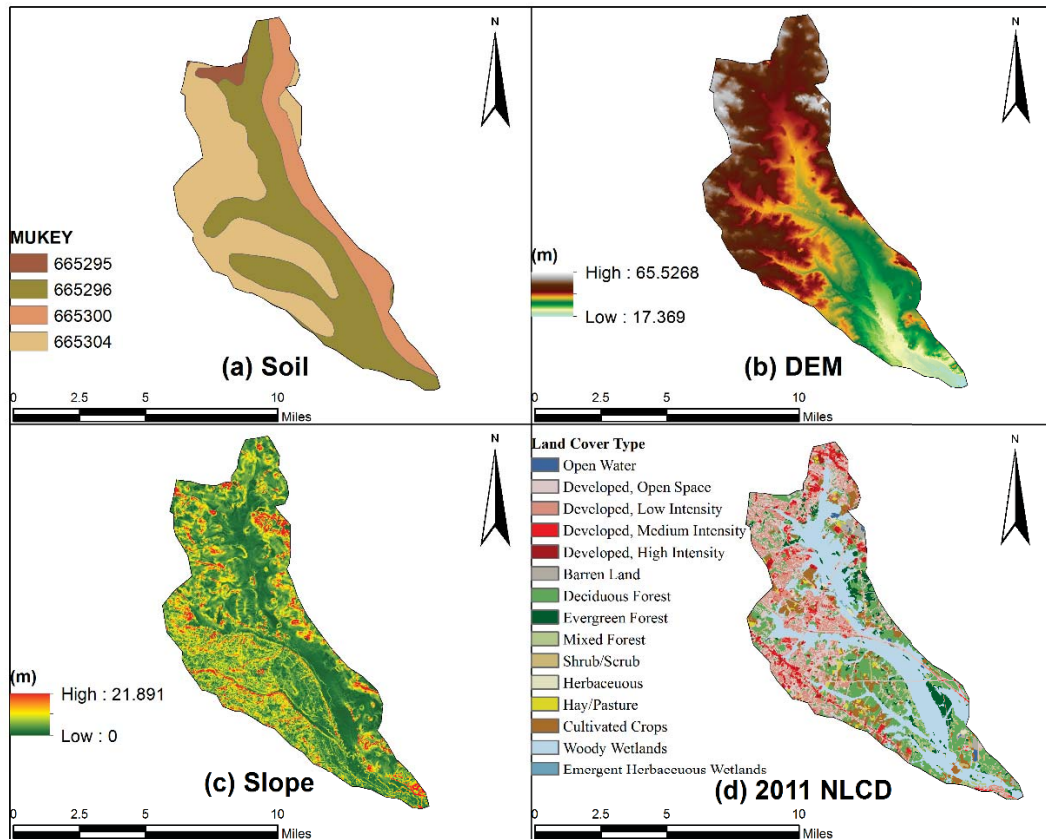 N
MUKEY
665295
665296
665300
665304
(a) Soil
0 5 10
Miles
N
(m)
High : 65.5268
Low : 17.369
(b) DEM
0 2.5 5 10
Miles
N
(m)
High : 21.891
Low : 0
(c) Slope
0 2.5 5 10
Miles
N
Land Cover Type
Open Water
Developed, Open Space
Developed, Low Intensity
Developed, Medium Intensity
Developed, High Intensity
Barren Land
Deciduous Forest
Evergreen Forest
Mixed Forest
Shrub/Scrub
Herbaceuous
Hay/Pasture
Cultivated Crops
Woody Wetlands
Emergent Herbaceuous Wetlands
(d) 2011 NLCD
0 2.5 5 10
Miles